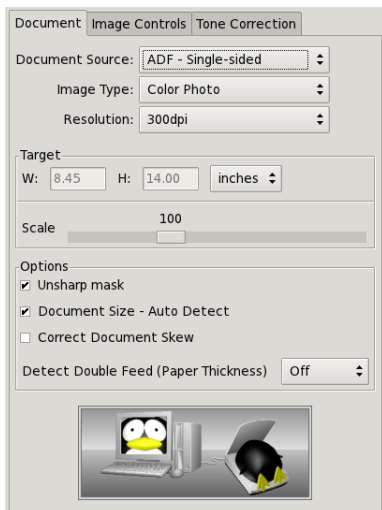 Document Image Controls Tone Correction
Document Source: ADF - Single-sided
Image Type: Color Photo
Resolution: 300dpi
Target
W: 8.45 H: 14.00 inches
100
Scale
Options
Unsharp mask
Document Size - Auto Detect
Correct Document Skew
Detect Double Feed (Paper Thickness) Off